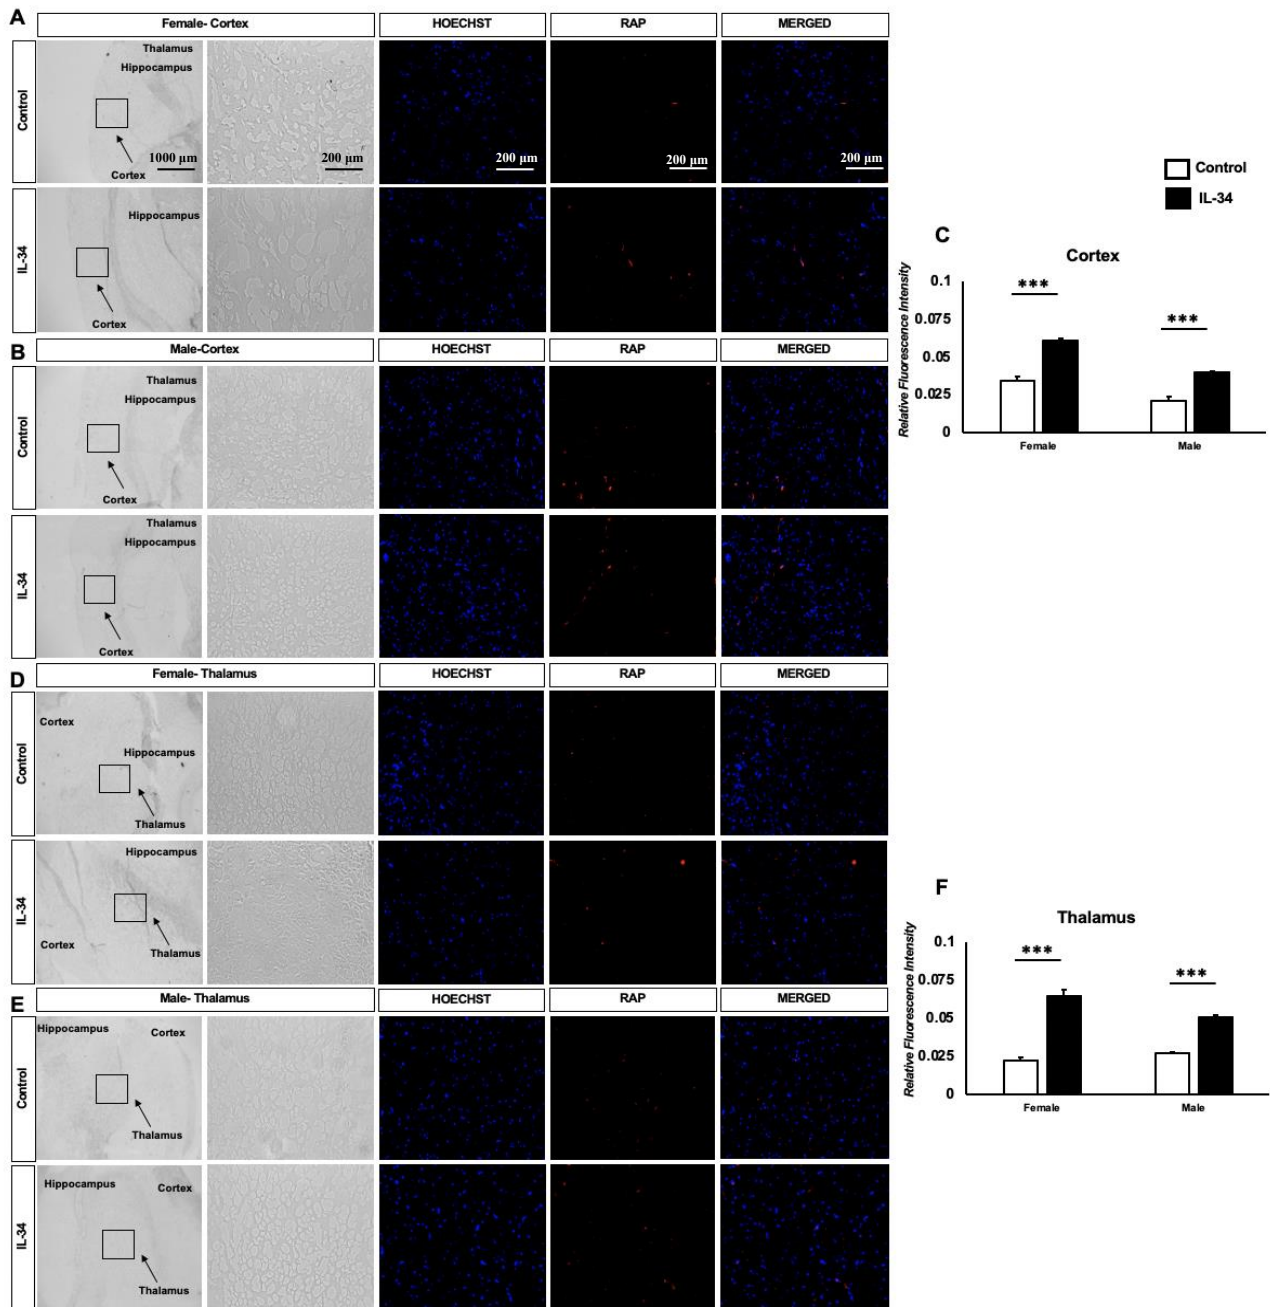 A
Female- Cortex
HOECHST
RAP
MERGED
Control
Thalamus
Hippocampus
Cortex
1000 µm
200 µm
200 µm
200 µm
200 µm
IL-34
Hippocampus
Cortex
B
Male-Cortex
HOECHST
RAP
MERGED
Control
Thalamus
Hippocampus
Cortex
IL-34
Thalamus
Hippocampus
Cortex
Control
IL-34
C
Cortex
Relative Fluorescence Intensity
0.1
0.075
0.05
0.025
0
***
***
Female
Male
D
Female- Thalamus
HOECHST
RAP
MERGED
Control
Cortex
Hippocampus
Thalamus
IL-34
Hippocampus
Cortex
Thalamus
E
Male- Thalamus
HOECHST
RAP
MERGED
Control
Hippocampus
Cortex
Thalamus
IL-34
Hippocampus
Cortex
Thalamus
F
Thalamus
Relative Fluorescence Intensity
0.1
0.075
0.05
0.025
0
***
***
Female
Male